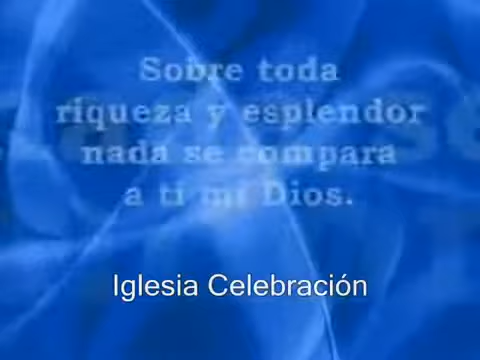 Sobre toda
riqueza y esplendor
nada se compara
a ti mi Dios.
Iglesia Celebración